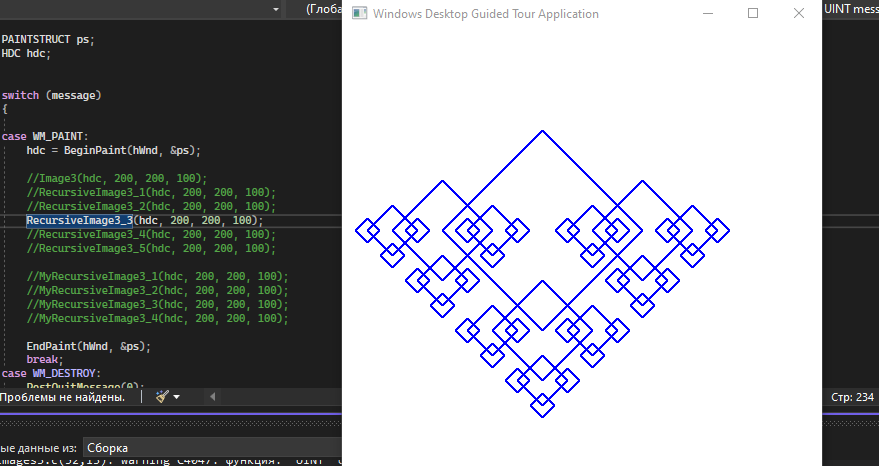 (Глоба
Windows Desktop Guided Tour Application
UINT mess
PAINTSTRUCT ps;
HDC hdc;
switch (message)
{
case WM_PAINT:
hdc = BeginPaint(hWnd, &ps);
//Image3(hdc, 200, 200, 100);
//RecursiveImage3_1(hdc, 200, 200, 100);
//RecursiveImage3_2(hdc, 200, 200, 100);
RecursiveImage3_3(hdc, 200, 200, 100);
//RecursiveImage3_4(hdc, 200, 200, 100);
//RecursiveImage3_5(hdc, 200, 200, 100);
//MyRecursiveImage3_1(hdc, 200, 200, 100);
//MyRecursiveImage3_2(hdc, 200, 200, 100);
//MyRecursiveImage3_3(hdc, 200, 200, 100);
//MyRecursiveImage3_4(hdc, 200, 200, 100);
EndPaint(hWnd, &ps);
break;
case WM_DESTROY:
PostQuitMessage(0);
Проблемы не найдены.
Стр: 234
ые данные из: Сборка